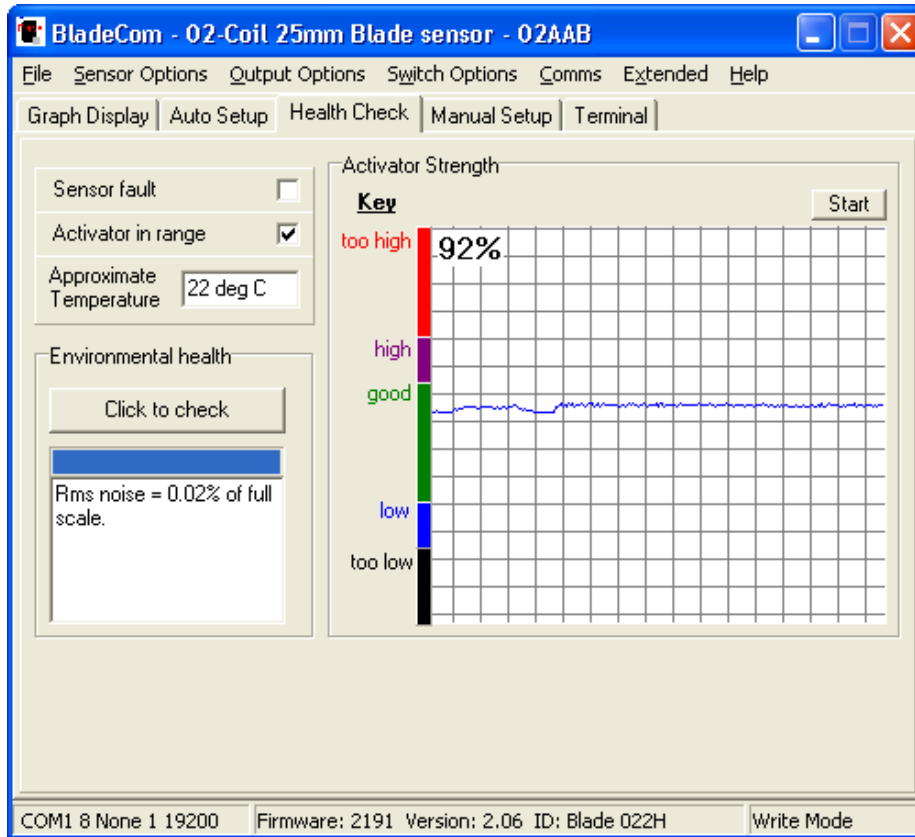 BladeCom - 02-Coil 25mm Blade sensor - 02AAB
File Sensor Options Output Options Switch Options Comms Extended Help
Graph Display Auto Setup Health Check Manual Setup Terminal
Sensor fault
Activator in range
Approximate
Temperature
22 deg C
Environmental health
Click to check
Rms noise = 0.02% of full
scale.
Activator Strength
Key
Start
too high
92%
high
good
low
too low
COM1 8 None 1 19200
Firmware: 2191 Version: 2.06 ID: Blade 022H
Write Mode